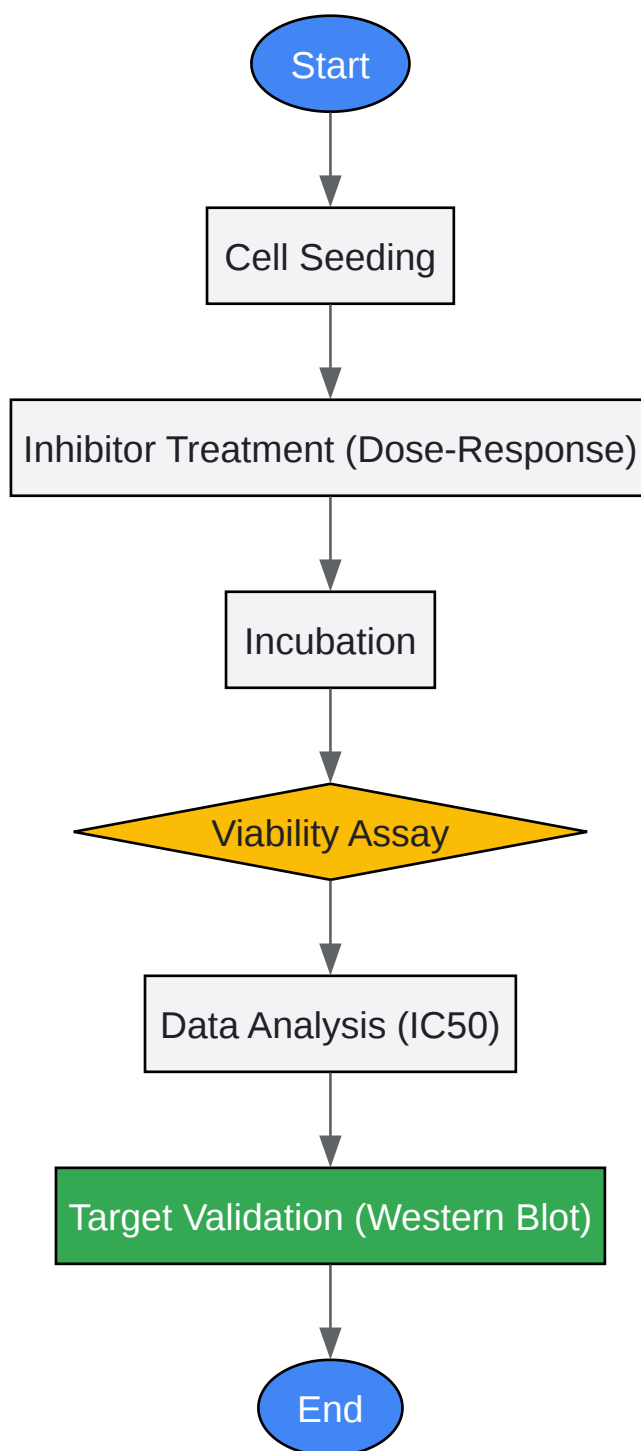 Start
Cell Seeding
Inhibitor Treatment (Dose-Response)
Incubation
Viability Assay
Data Analysis (IC50)
Target Validation (Western Blot)
End